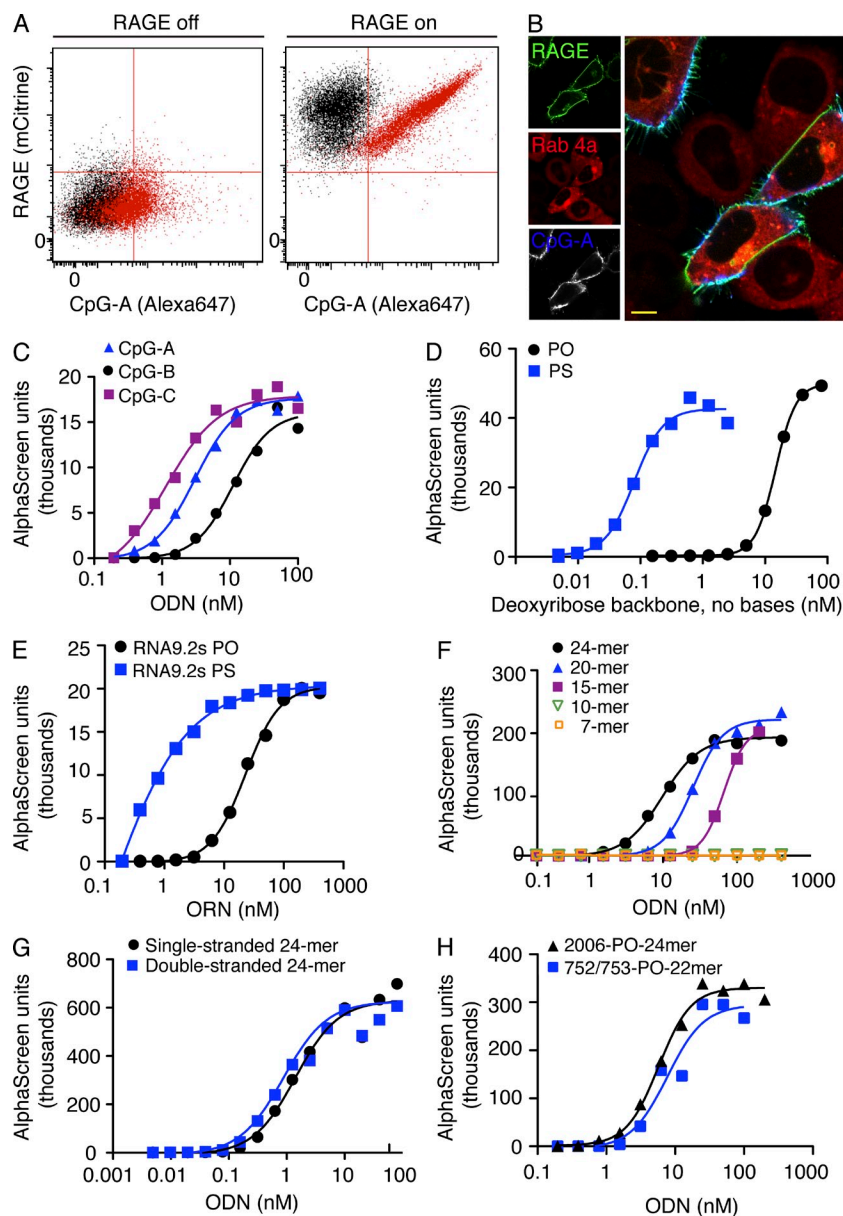 A
RAGE off
RAGE on
RAGE (mCitrine)
0
0
CpG-A (Alexa647)
0
0
CpG-A (Alexa647)
B
RAGE
Rab 4a
CpG-A
C
CpG-A
CpG-B
CpG-C
AlphaScreen units
(thousands)
20
15
10
5
0
0.1
1
10
100
ODN (nM)
D
PO
PS
AlphaScreen units
(thousands)
60
40
20
0
0.01
0.1
1
10
100
Deoxyribose backbone, no bases (nM)
E
RNA9.2s PO
RNA9.2s PS
AlphaScreen units
(thousands)
25
20
15
10
5
0
0.1
1
10
100
1000
ORN (nM)
F
24-mer
20-mer
15-mer
10-mer
7-mer
AlphaScreen units
(thousands)
300
200
100
0
0.1
1
10
100
1000
ODN (nM)
G
Single-stranded 24-mer
Double-stranded 24-mer
AlphaScreen units
(thousands)
800
600
400
200
0
0.001
0.01
0.1
1
10
100
ODN (nM)
H
2006-PO-24mer
752/753-PO-22mer
AlphaScreen units
(thousands)
400
300
200
100
0
0.1
1
10
100
1000
ODN (nM)